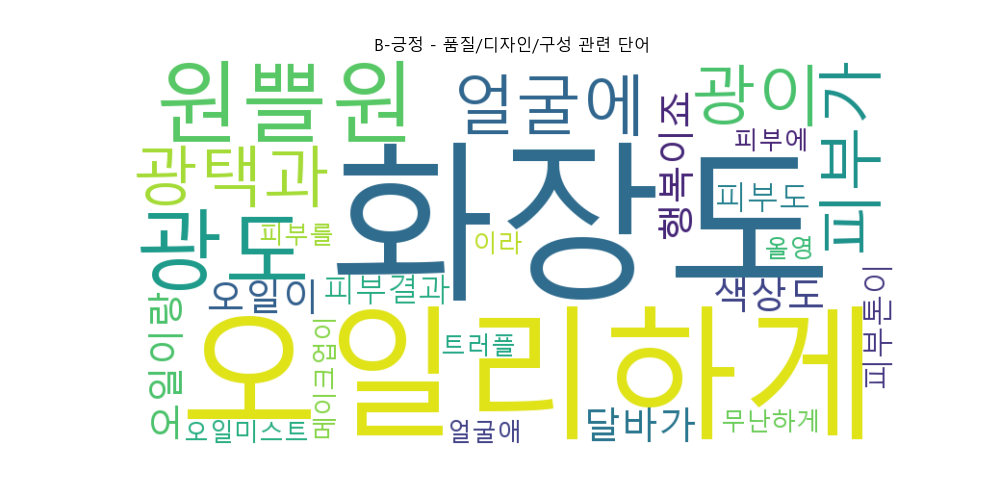 B-긍정 - 품질/디자인/구성 관련 단어
원쁠원
얼굴에
광이
피부가
행복이죠
피부에
화장도
광택과
피부도
광도
피부를
이라
올영
오일이
피부결과
색상도
오일이랑
오일리하게
메이크업이
트러플
피부톤이
오일미스트
얼굴애
달바가
무난하게